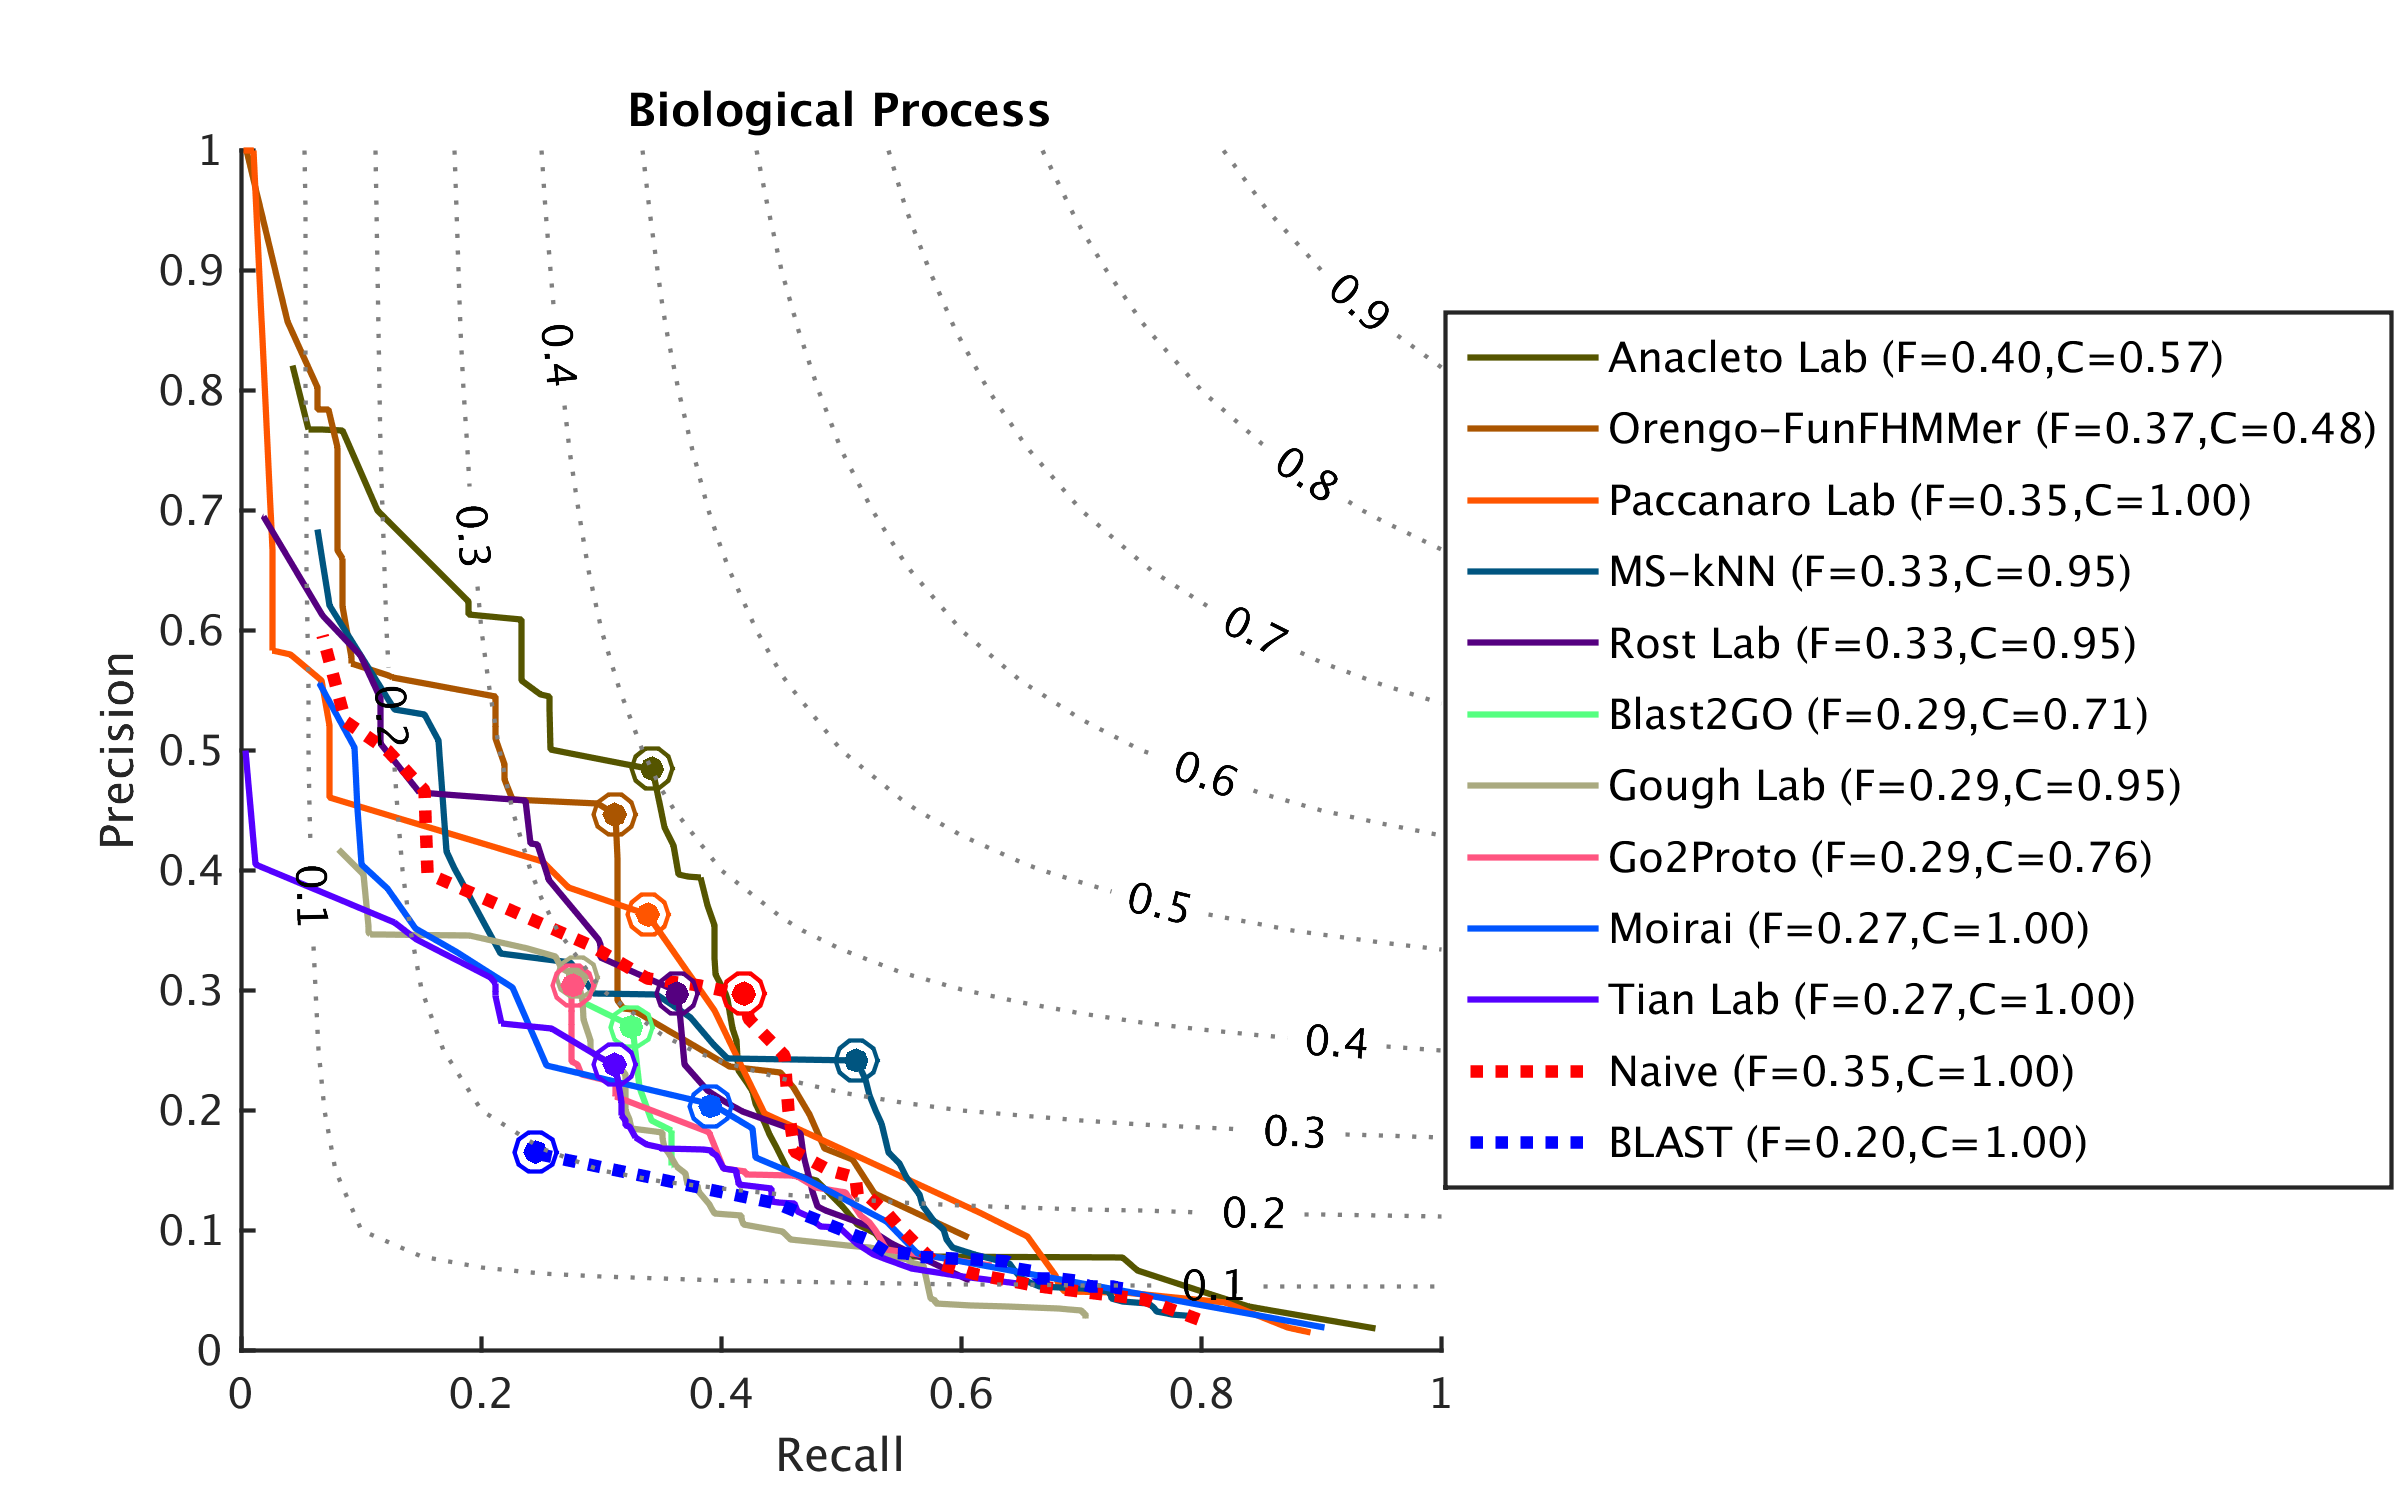 Biological Process
Precision
1
0.9
0.8
0.7
0.6
0.5
0.4
0.3
0.2
0.1
0
0
0.2
0.4
0.6
0.8
1
Recall
0.9
0.8
0.7
0.6
0.5
0.4
0.3
0.2
0.1
0.4
0.3
0.2
0.1
Anacleto Lab (F=0.40,C=0.57)
Orengo-FunFHMMer (F=0.37,C=0.48)
Paccanaro Lab (F=0.35,C=1.00)
MS-kNN (F=0.33,C=0.95)
Rost Lab (F=0.33,C=0.95)
Blast2GO (F=0.29,C=0.71)
Gough Lab (F=0.29,C=0.95)
Go2Proto (F=0.29,C=0.76)
Moirai (F=0.27,C=1.00)
Tian Lab (F=0.27,C=1.00)
Naive (F=0.35,C=1.00)
BLAST (F=0.20,C=1.00)